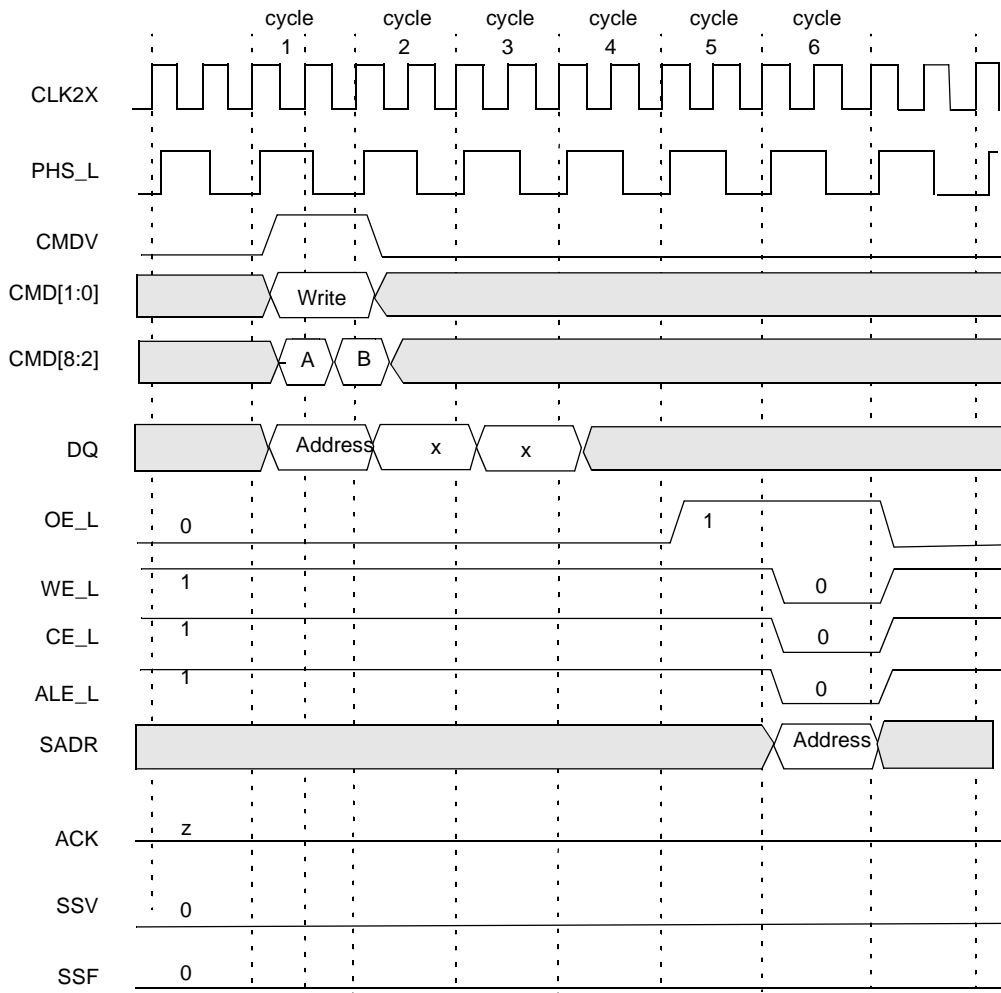 cycle cycle cycle cycle cycle cycle
1 2 3 4 5 6
CLK2X
PHS_L
CMDV
CMD[1:0] Write
CMD[8:2] A B
DQ Address x x
OE_L 0 1
WE_L 1 0
CE_L 1 0
ALE_L 1 0
SADR Address
ACK z
SSV 0
SSF 0